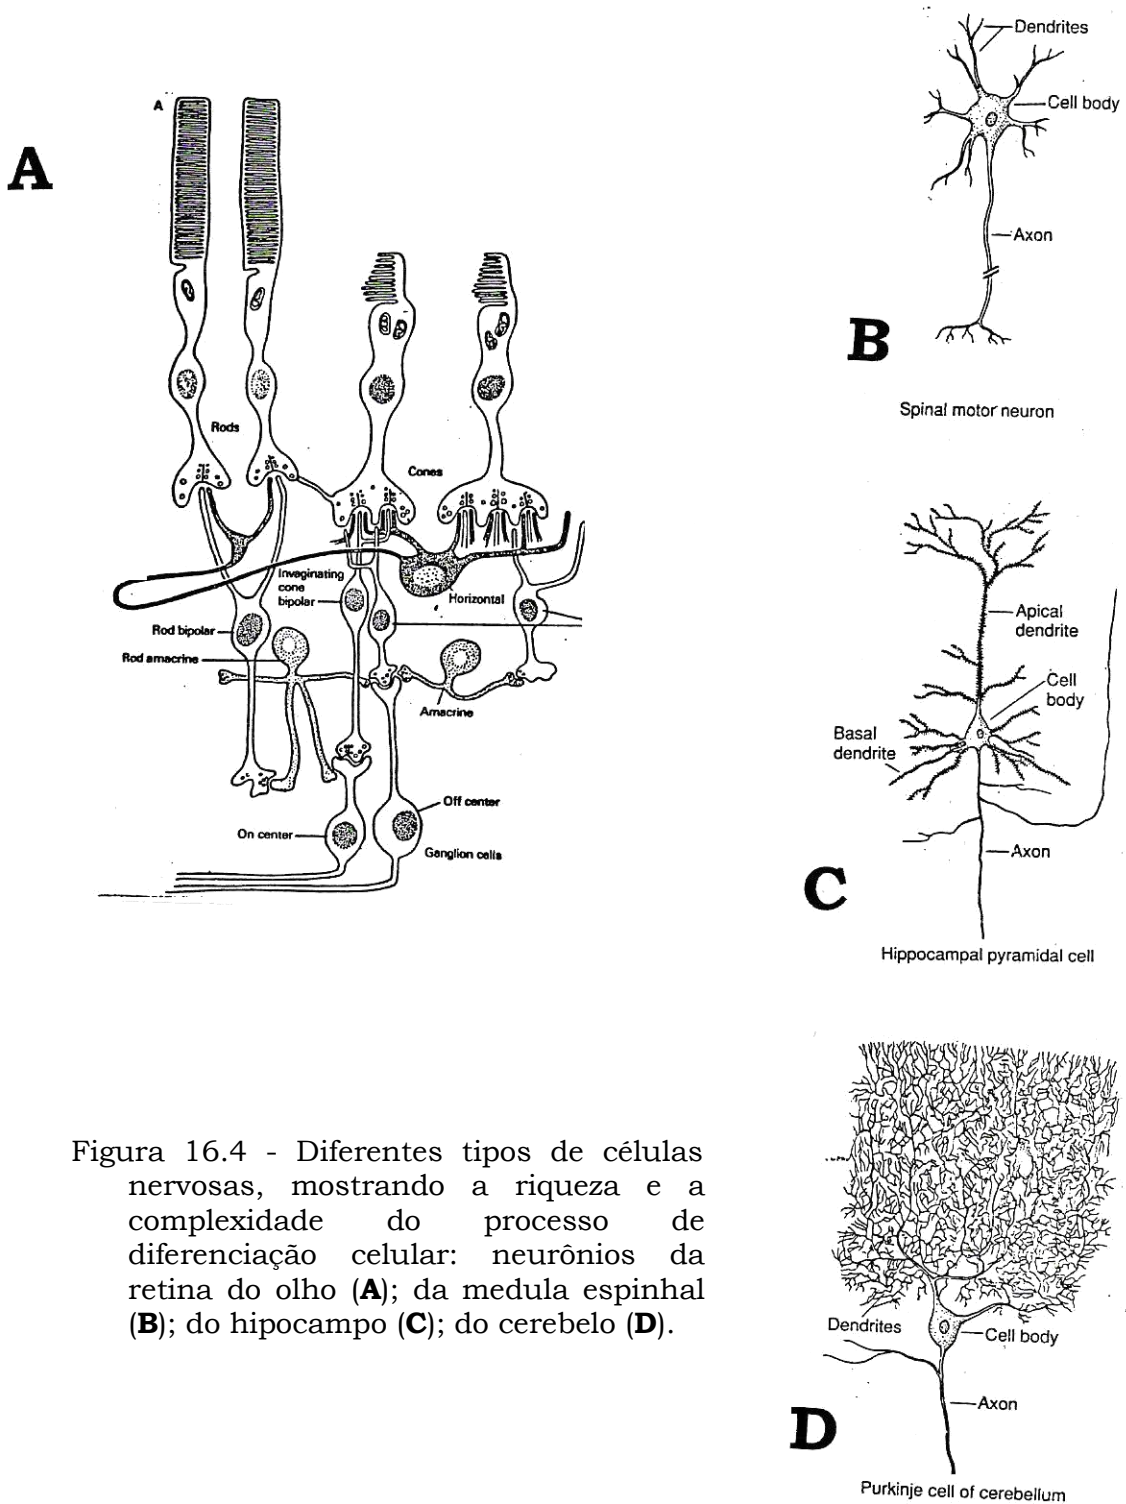 A
A
Rods
Cones
Invaginating
cone
bipolar
Horizontal
Rod bipolar
Rod amacrine
Amacrine
Off center
On center
Ganglion cells
Dendrites
Cell body
Axon
B
Spinal motor neuron
Apical
dendrite
Cell
body
Basal
dendrite
Axon
C
Hippocampal pyramidal cell
Figura 16.4 - Diferentes tipos de células
nervosas, mostrando a riqueza e a
complexidade do processo de
diferenciação celular: neurônios da
retina do olho (A); da medula espinhal
(B); do hipocampo (C); do cerebelo (D).
Dendrites
Cell body
Axon
D
Purkinje cell of cerebellum